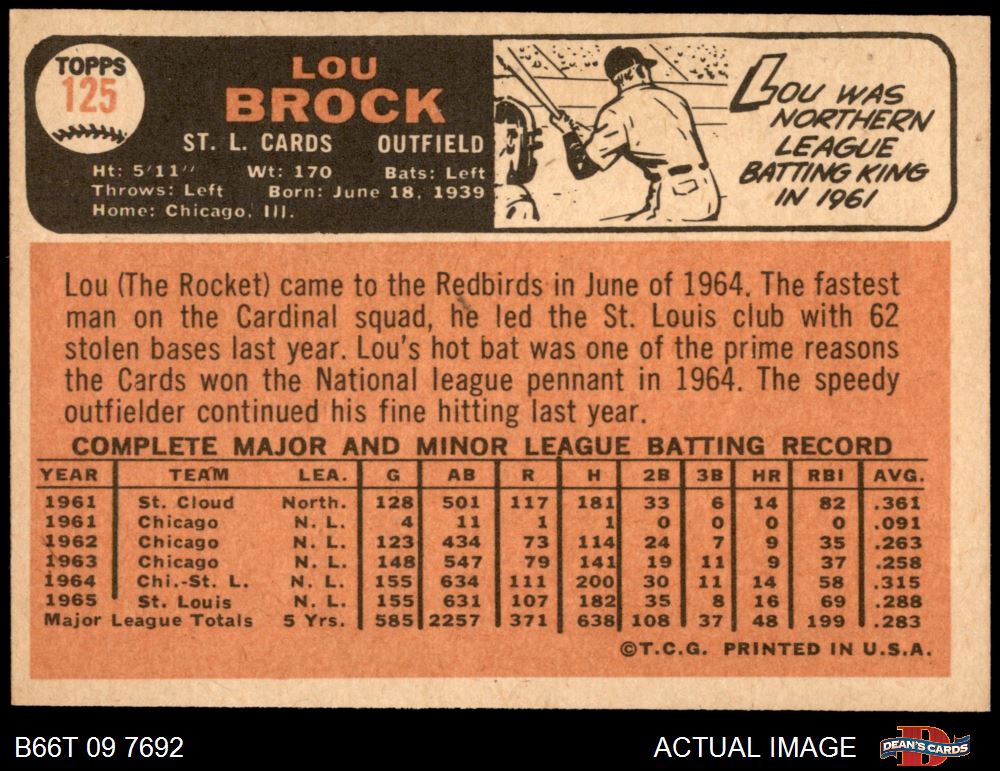 TOPPS
125
LOU
BROCK
ST. L. CARDS OUTFIELD
Ht: 5'11'' Wt: 170 Bats: Left
Throws: Left Born: June 18, 1939
Home: Chicago, Ill.
LOU WAS
NORTHERN
LEAGUE
BATTING KING
IN 1961
Lou (The Rocket) came to the Redbirds in June of 1964. The fastest
man on the Cardinal squad, he led the St. Louis club with 62
stolen bases last year. Lou's hot bat was one of the prime reasons
the Cards won the National league pennant in 1964. The speedy
outfielder continued his fine hitting last year.
COMPLETE MAJOR AND MINOR LEAGUE BATTING RECORD
YEAR TEAM LEA. G AB R H 2B 3B HR RBI AVG.
1961 St. Cloud North. 128 501 117 181 33 6 14 82 .361
1961 Chicago N. L. 4 11 1 1 0 0 0 0 .091
1962 Chicago N. L. 123 434 73 114 24 7 9 35 .263
1963 Chicago N. L. 148 547 79 141 19 11 9 37 .258
1964 Chi.-St. L. N. L. 155 634 111 200 30 11 14 58 .315
1965 St. Louis N. L. 155 631 107 182 35 8 16 69 .288
Major League Totals 5 Yrs. 585 2257 371 638 108 37 48 199 .283
©T.C.G. PRINTED IN U.S.A.
B66T 09 7692 ACTUAL IMAGE DEAN'S CARDS